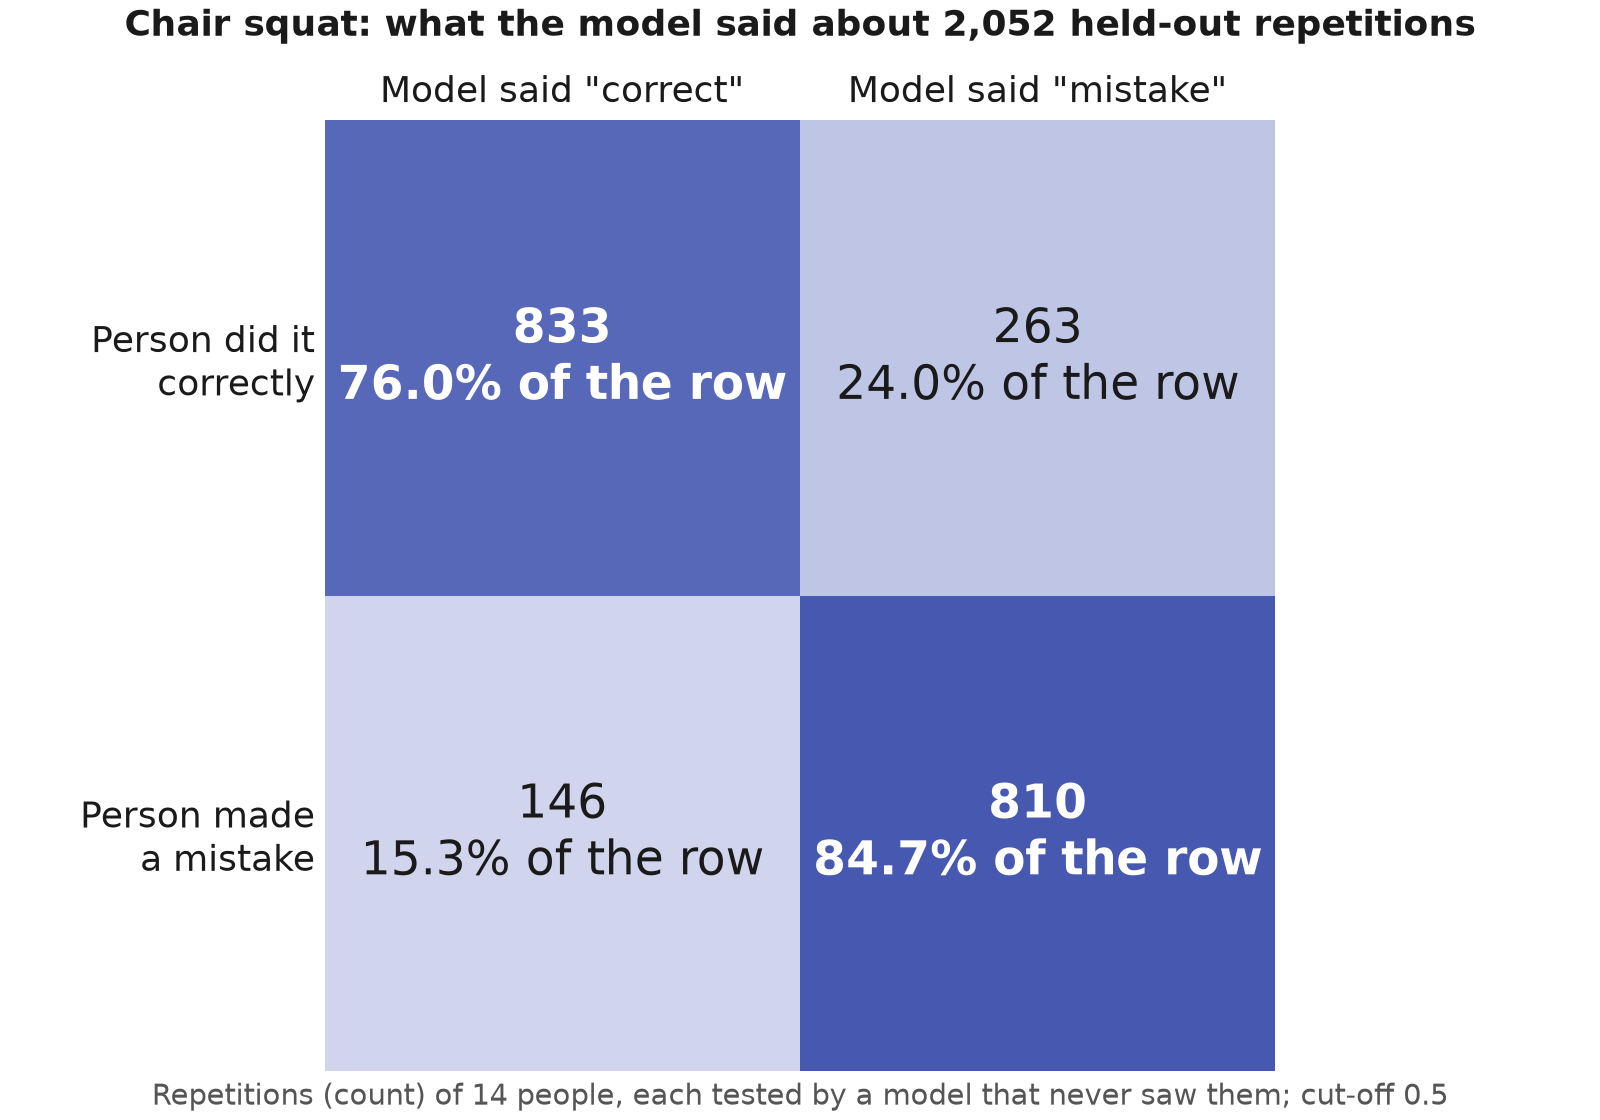 Chair squat: what the model said about 2,052 held-out repetitions
Model said "correct"
Model said "mistake"
Person did it
correctly
833
76.0% of the row
263
24.0% of the row
Person made
a mistake
146
15.3% of the row
810
84.7% of the row
Repetitions (count) of 14 people, each tested by a model that never saw them; cut-off 0.5